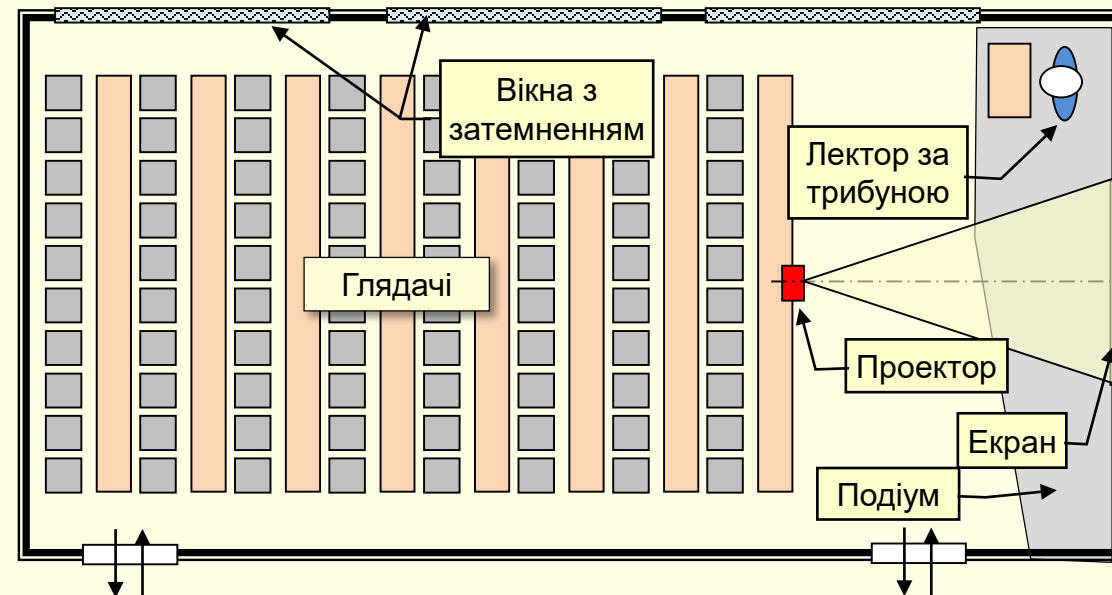 Вікна з
затемненням
Лектор за
трибуною
Глядачі
Проектор
Екран
Подіум